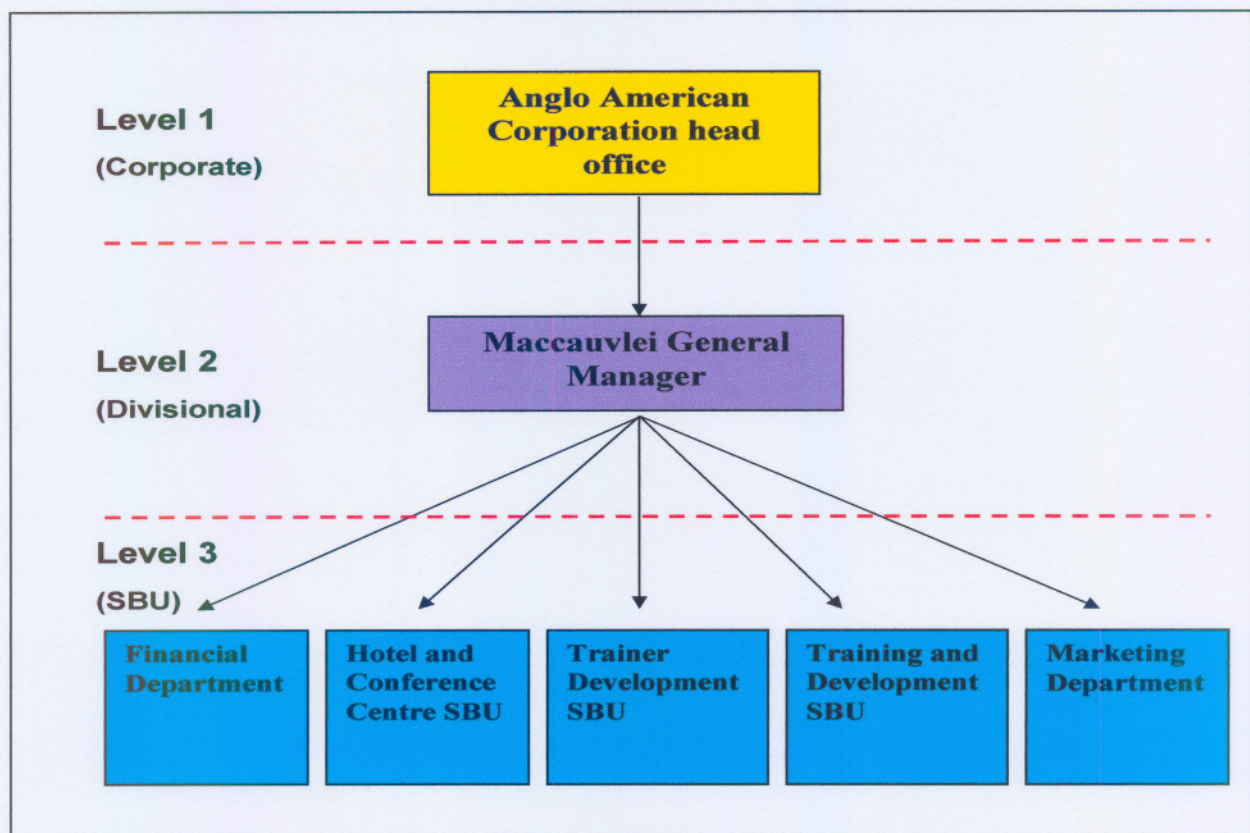 Level 1
(Corporate)
Anglo American
Corporation head
office
Level 2
(Divisional)
Maccauvlei General
Manager
Level 3
(SBU)
Financial
Department
Hotel and
Conference
Centre SBU
Trainer
Development
SBU
Training and
Development
SBU
Marketing
Department